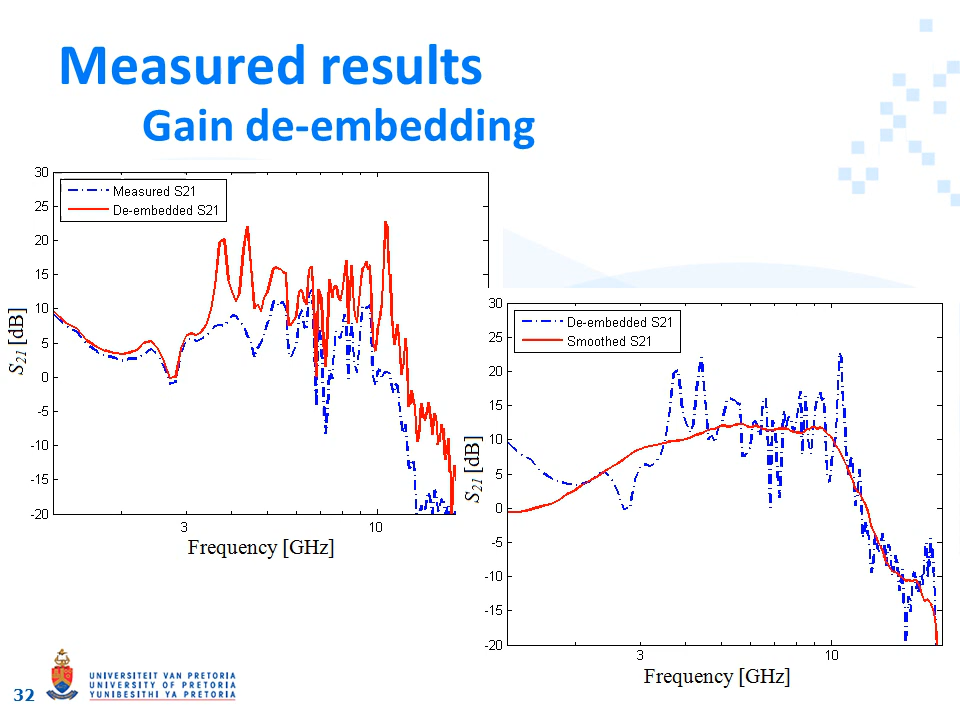 Measured results
Gain de-embedding
30
25
20
15
10
5
0
-5
-10
-15
-20
S21 [dB]
Measured S21
De-embedded S21
3
10
Frequency [GHz]
30
25
20
15
10
5
0
-5
-10
-15
-20
S21 [dB]
De-embedded S21
Smoothed S21
3
10
Frequency [GHz]
32
UNIVERSITEIT VAN PRETORIA
UNIVERSITY OF PRETORIA
YUNIBESITHI YA PRETORIA